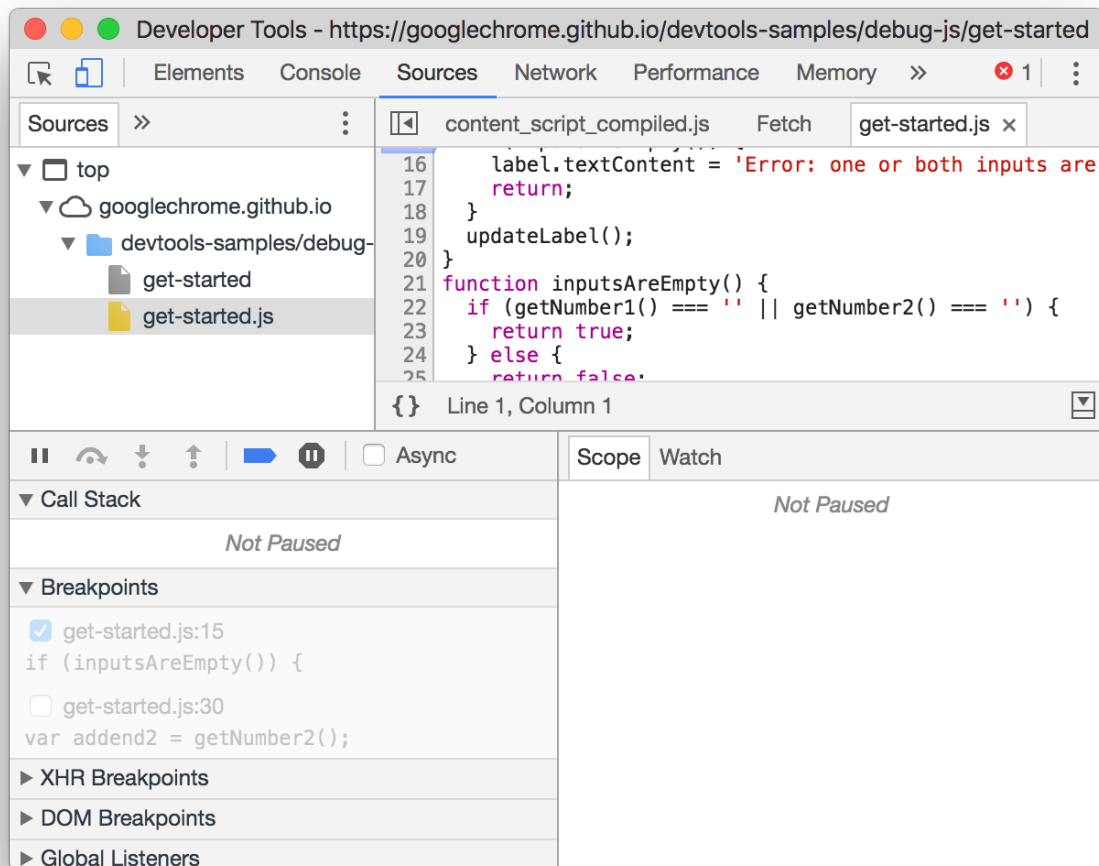 Developer Tools - https://googlechrome.github.io/devtools-samples/debug-js/get-started
Elements Console Sources Network Performance Memory » 1
Sources »
content_script_compiled.js Fetch get-started.js ×
top
googlechrome.github.io
devtools-samples/debug-
get-started
get-started.js
16 label.textContent = 'Error: one or both inputs are
17 return;
18 }
19 updateLabel();
20 }
21 function inputsAreEmpty() {
22 if (getNumber1() === '' || getNumber2() === '') {
23 return true;
24 } else {
25 return false;
{} Line 1, Column 1
Async
Call Stack
Not Paused
Breakpoints
get-started.js:15
if (inputsAreEmpty()) {
get-started.js:30
var addend2 = getNumber2();
XHR Breakpoints
DOM Breakpoints
Global Listeners
Scope Watch
Not Paused